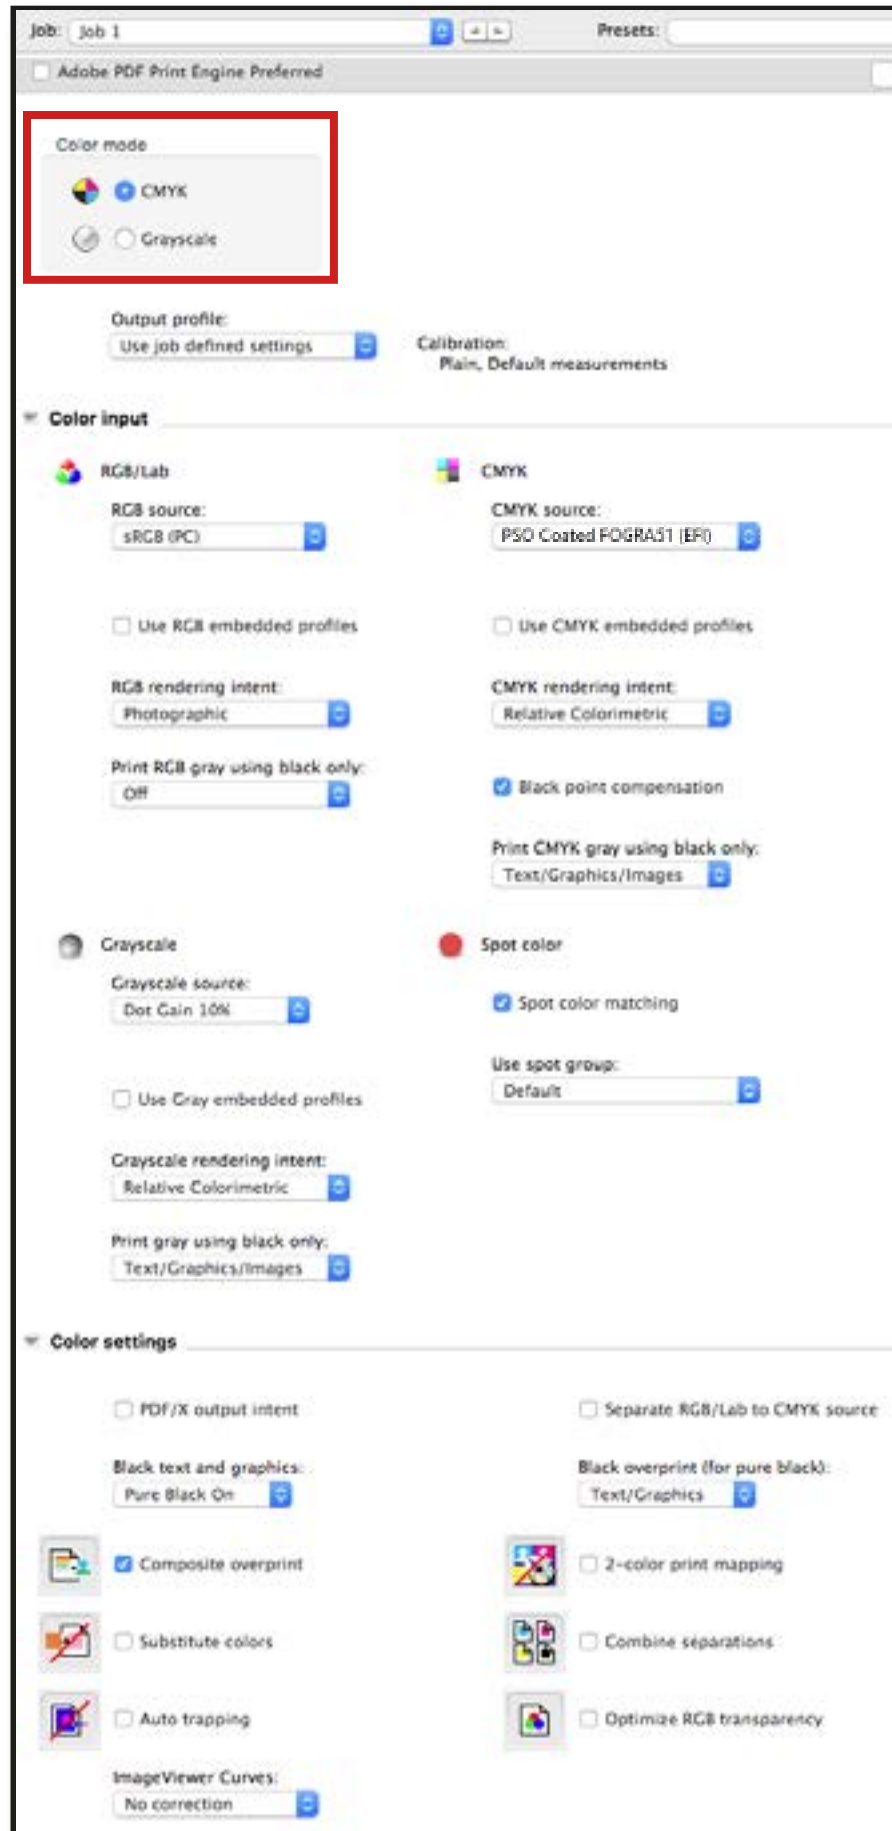 Job: Job 1 Presets:
Adobe PDF Print Engine Preferred
Color mode
CMYK
Grayscale
Output profile:
Use job defined settings
Calibration:
Plain, Default measurements
Color input
RGB/Lab
RGB source:
sRGB (PC)
Use RGB embedded profiles
RGB rendering intent:
Photographic
Print RGB gray using black only:
Off
CMYK
CMYK source:
PSO Coated FOGRA51 (EFI)
Use CMYK embedded profiles
CMYK rendering intent:
Relative Colorimetric
Black point compensation
Print CMYK gray using black only:
Text/Graphics/Images
Grayscale
Grayscale source:
Dot Gain 10%
Use Gray embedded profiles
Grayscale rendering intent:
Relative Colorimetric
Print gray using black only:
Text/Graphics/Images
Spot color
Spot color matching
Use spot group:
Default
Color settings
PDF/X output intent
Separate RGB/Lab to CMYK source
Black text and graphics:
Pure Black On
Black overprint (for pure black):
Text/Graphics
Composite overprint
2-color print mapping
Substitute colors
Combine separations
Auto trapping
Optimize RGB transparency
ImageViewer Curves:
No correction